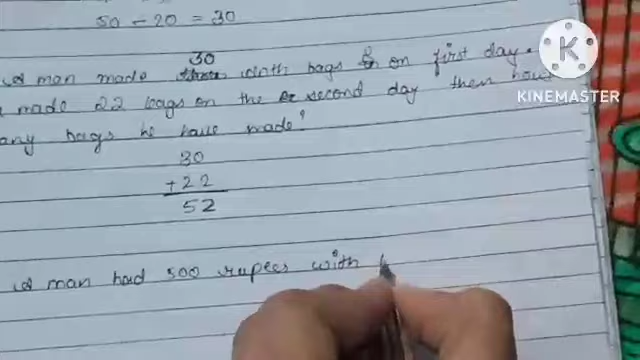 50 - 20 = 30
30
A man made cloth bags on first day.
made 22 bags on the second day then how
any bags he have made?
30
+22
52
A man had 500 rupees with
K
KINEMASTER